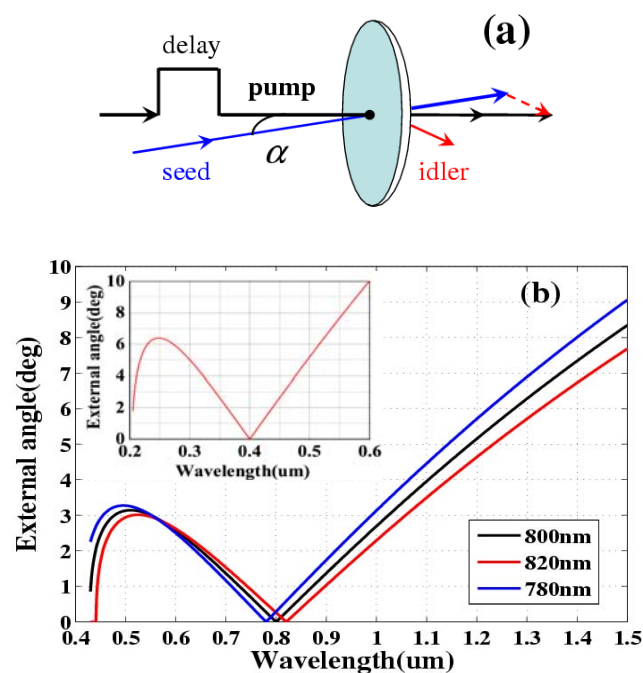 (a)
delay
pump
α
seed
idler
(b)
External angle(deg)
10
9
8
7
6
5
4
3
2
1
0
0.4 0.5 0.6 0.7 0.8 0.9 1 1.1 1.2 1.3 1.4 1.5
Wavelength(um)
External angle(deg)
10
8
6
4
2
0
0.2 0.3 0.4 0.5 0.6
Wavelength(um)
800nm
820nm
780nm